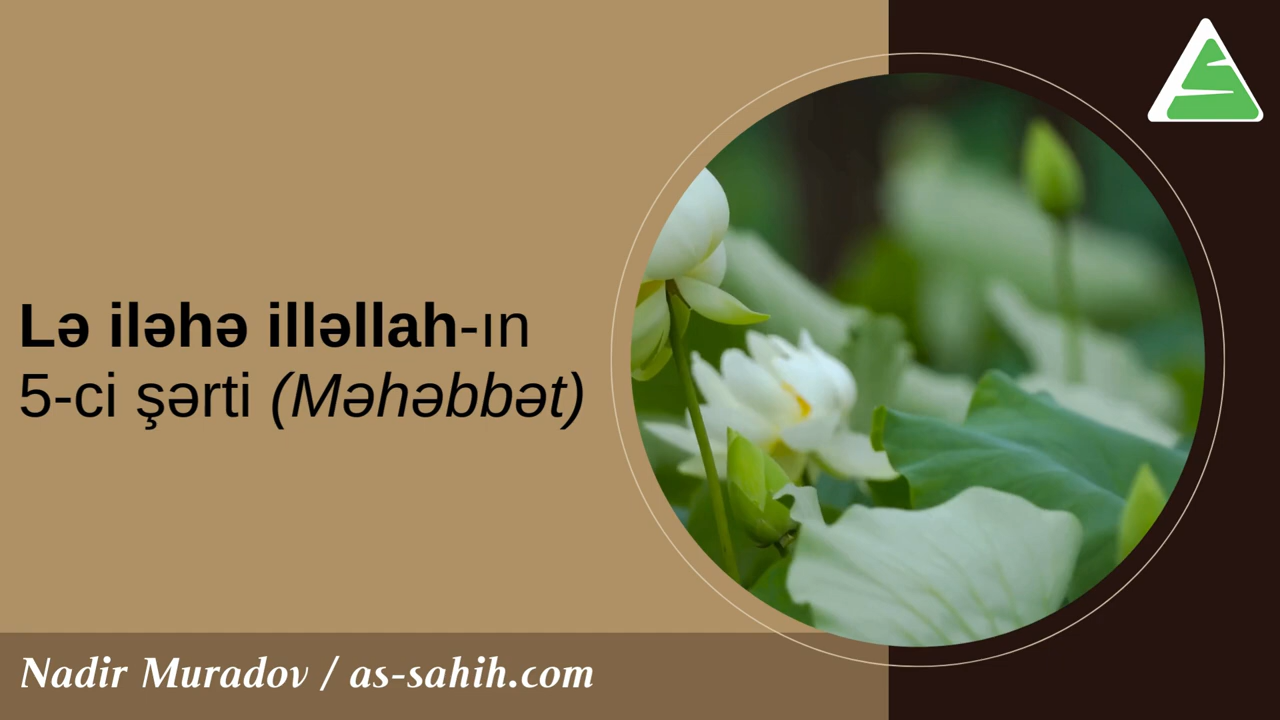 Lə iləhə illəllah-ın
5-ci şərti (Məhəbbət)
Nadir Muradov / as-sahih.com